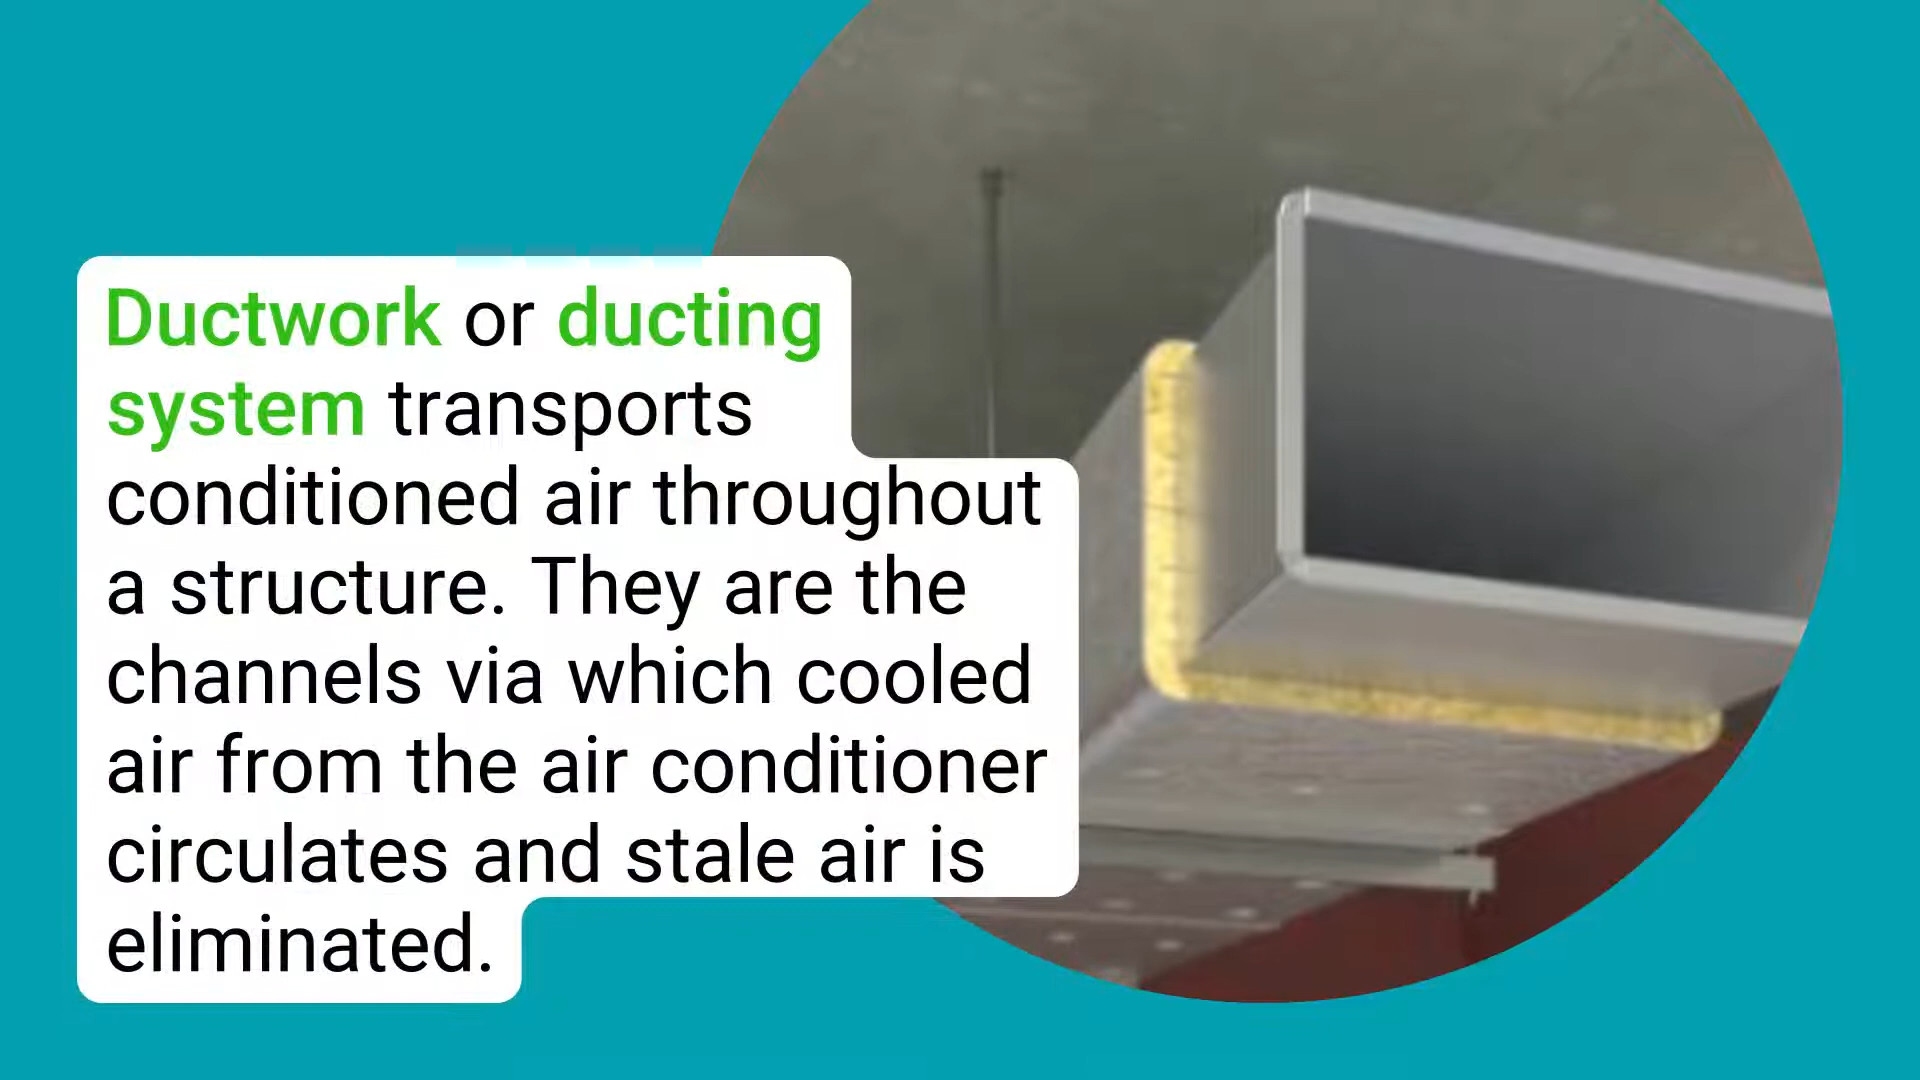 Ductwork or ducting
system transports
conditioned air throughout
a structure. They are the
channels via which cooled
air from the air conditioner
circulates and stale air is
eliminated.